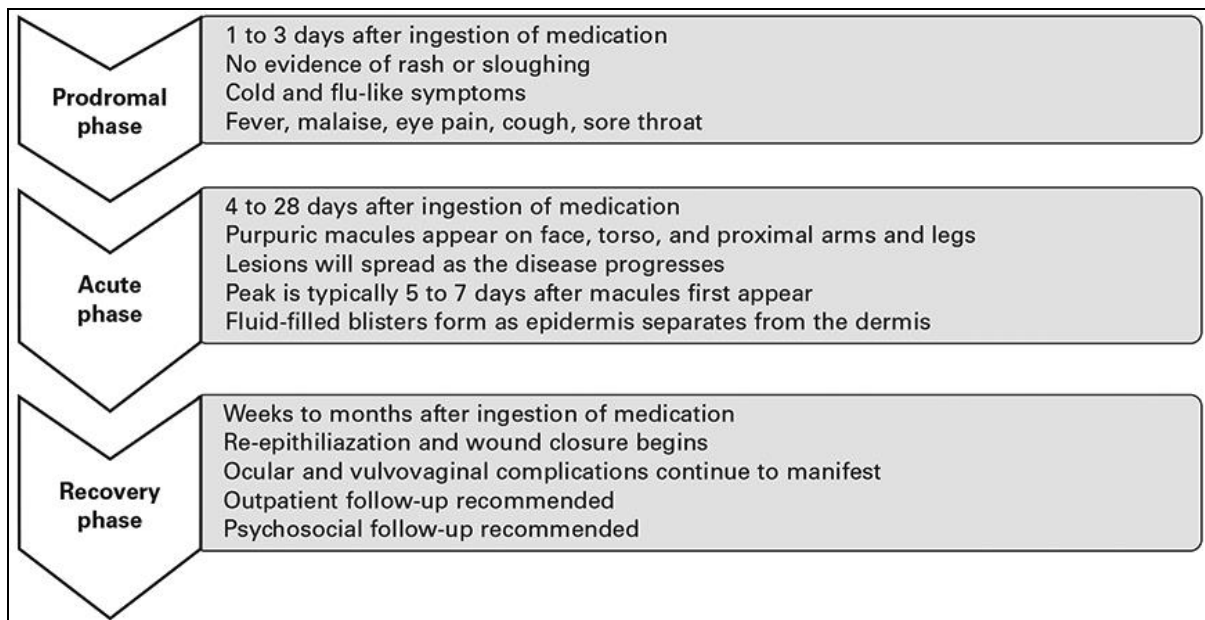 Prodromal
phase
1 to 3 days after ingestion of medication
No evidence of rash or sloughing
Cold and flu-like symptoms
Fever, malaise, eye pain, cough, sore throat
Acute
phase
4 to 28 days after ingestion of medication
Purpuric macules appear on face, torso, and proximal arms and legs
Lesions will spread as the disease progresses
Peak is typically 5 to 7 days after macules first appear
Fluid-filled blisters form as epidermis separates from the dermis
Recovery
phase
Weeks to months after ingestion of medication
Re-epithiliazation and wound closure begins
Ocular and vulvovaginal complications continue to manifest
Outpatient follow-up recommended
Psychosocial follow-up recommended